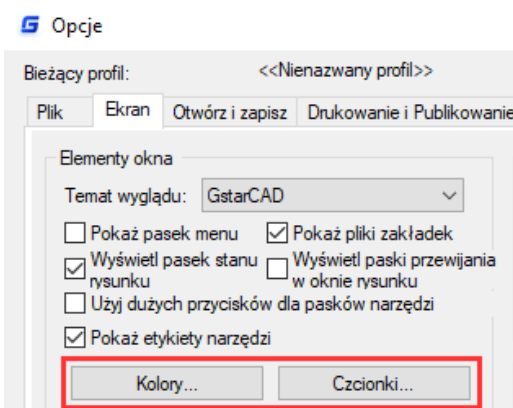 Opcje
Bieżący profil: <<Nienazwany profil>>
Plik Ekran Otwórz i zapisz Drukowanie i Publikowanie
Elementy okna
Temat wyglądu: GstarCAD
Pokaż pasek menu Pokaż pliki zakładek
Wyświetl pasek stanu Wyświetl paski przewijania
rysunku w oknie rysunku
Użyj dużych przycisków dla pasków narzędzi
Pokaż etykiety narzędzi
Kolory... Czcionki...